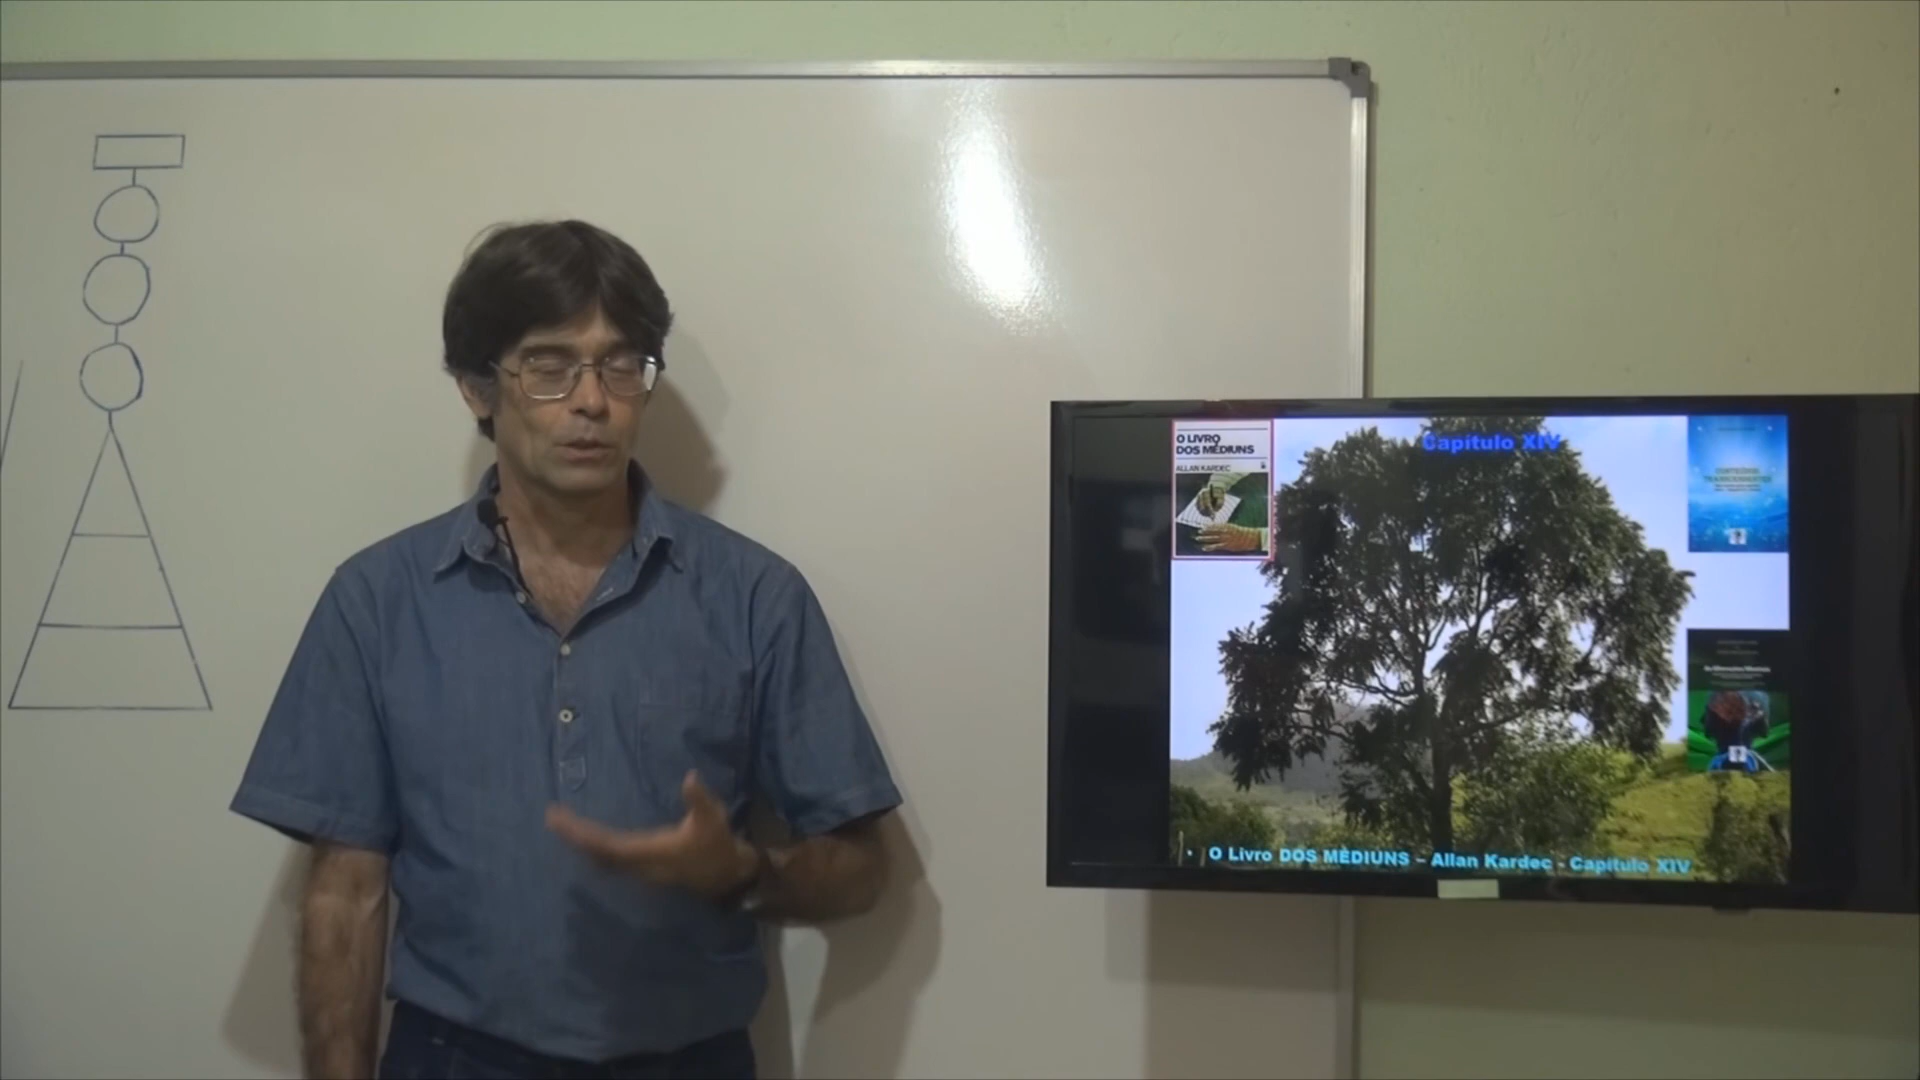 Capítulo XIV
O LIVRO
DOS MÉDIUNS
ALLAN KARDEC
• O Livro DOS MÉDIUNS – Allan Kardec - Capítulo XIV